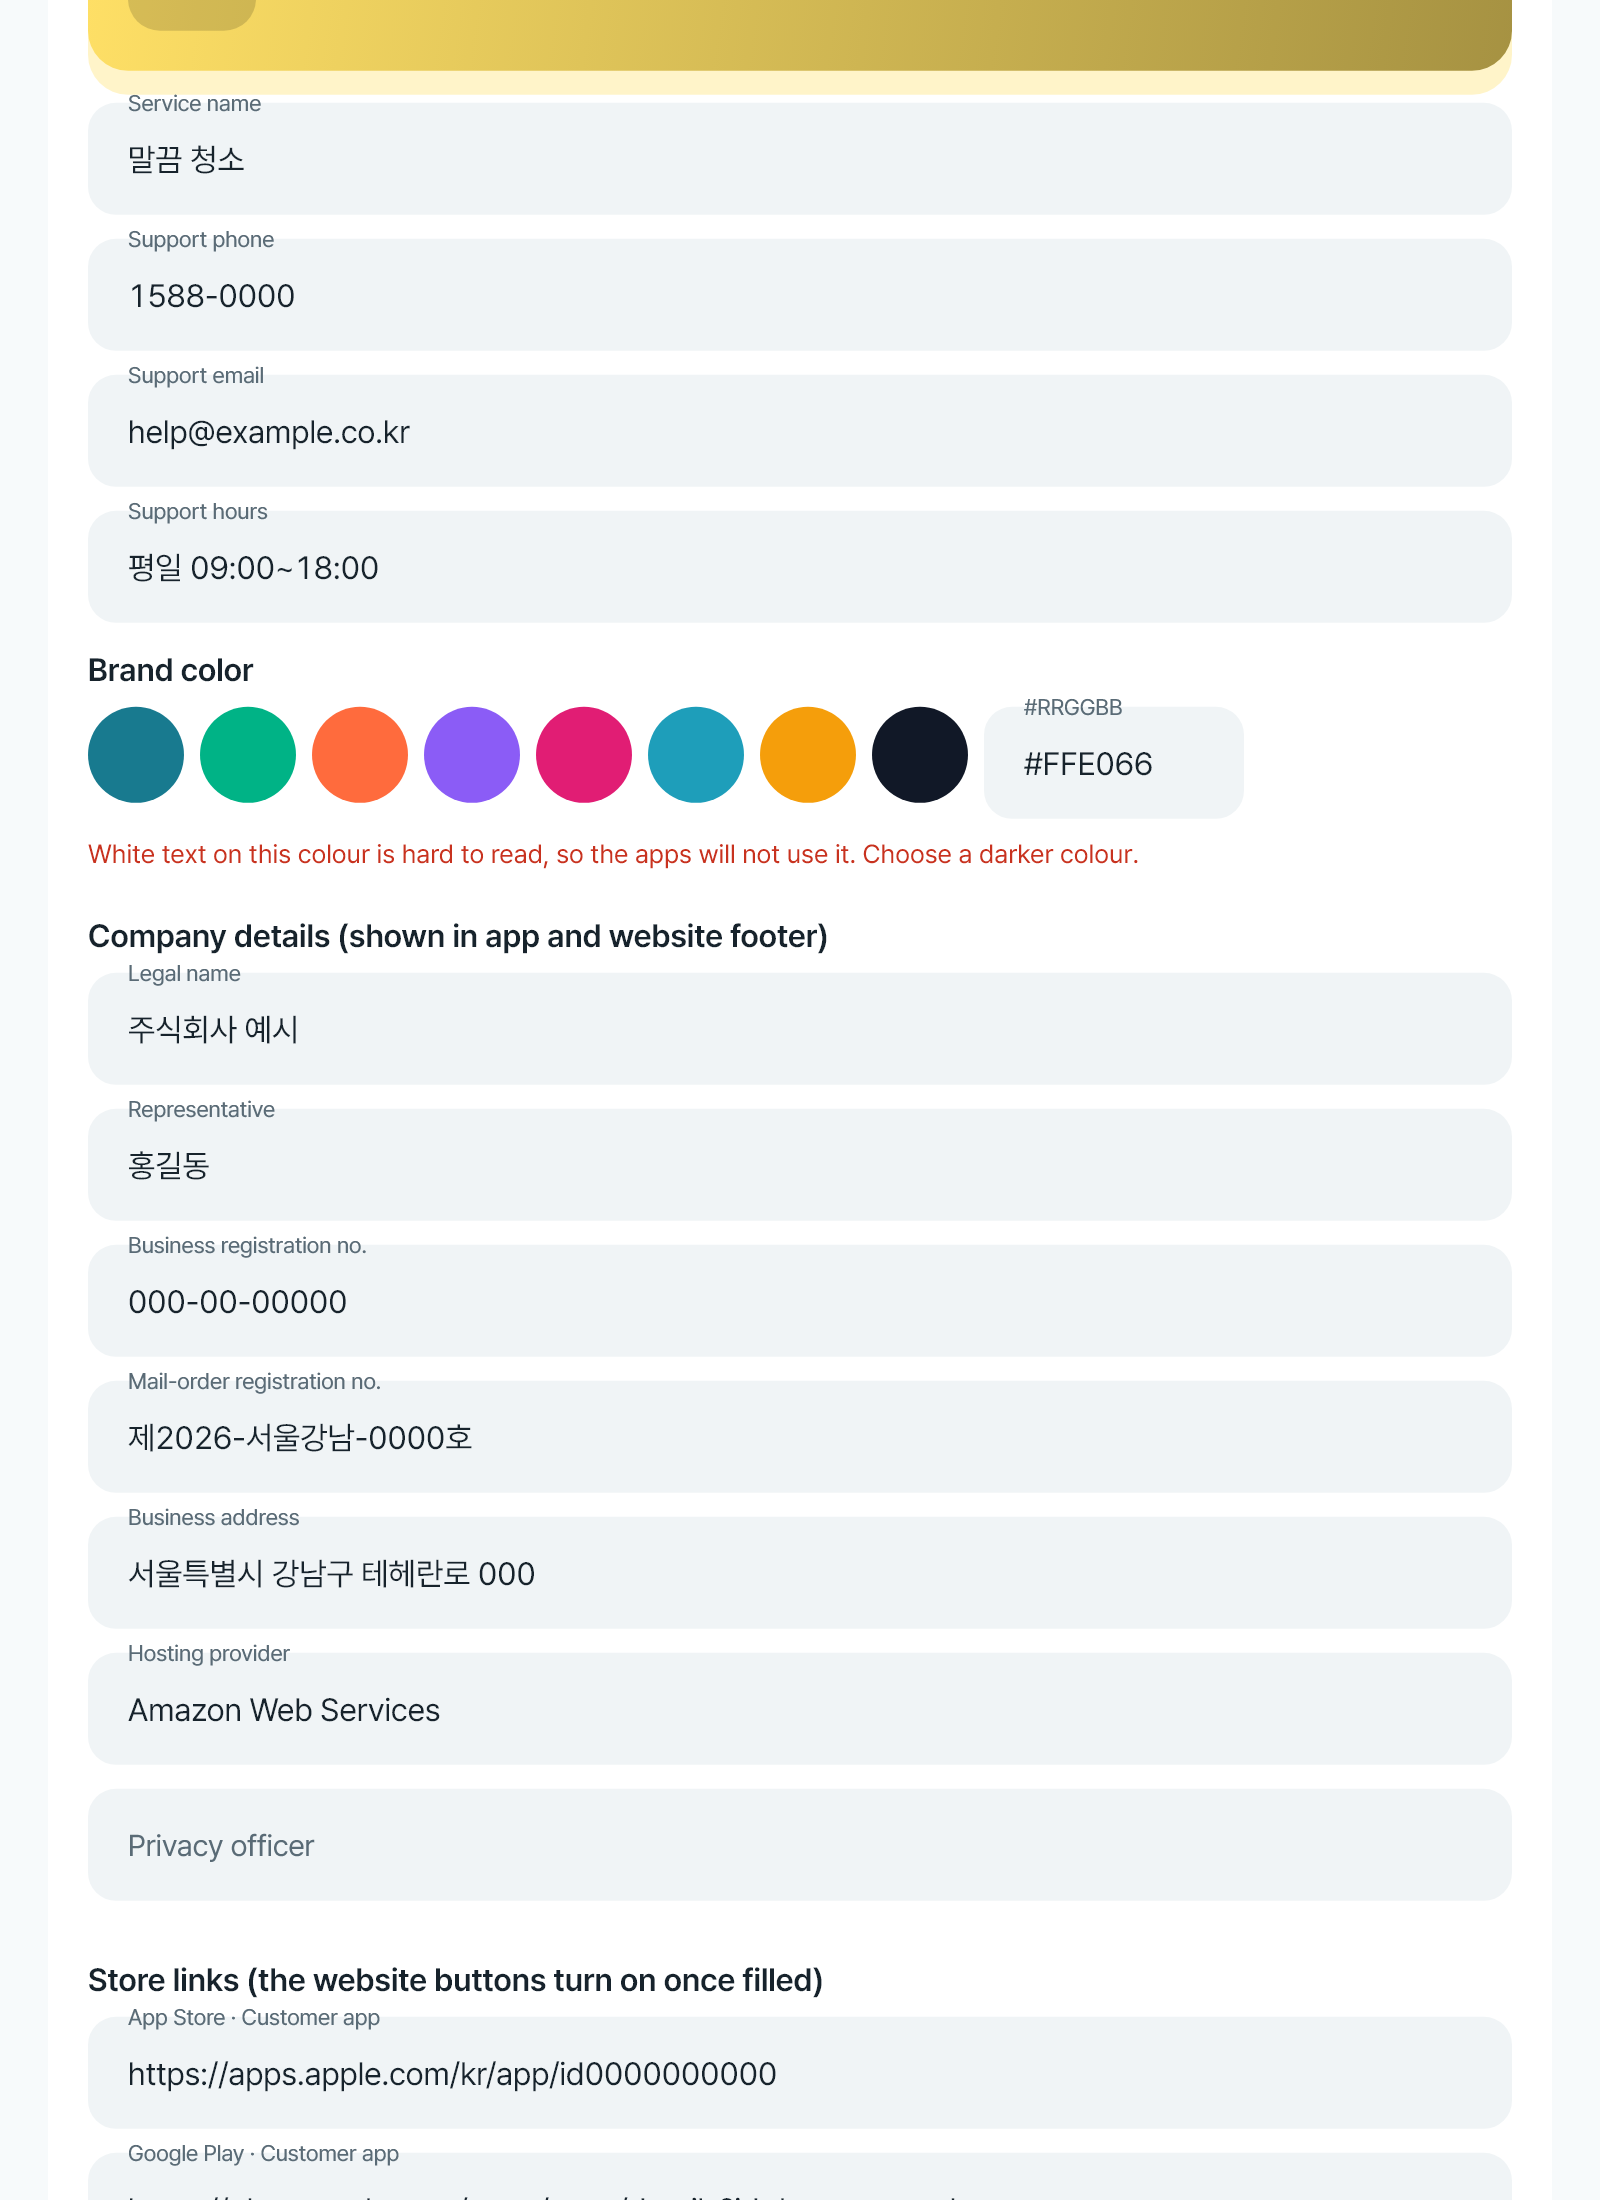 Service name
말끔 청소
Support phone
1588-0000
Support email
help@example.co.kr
Support hours
평일 09:00~18:00
Brand color
#RRGGBB
#FFE066
White text on this colour is hard to read, so the apps will not use it. Choose a darker colour.
Company details (shown in app and website footer)
Legal name
주식회사 예시
Representative
홍길동
Business registration no.
000-00-00000
Mail-order registration no.
제2026-서울강남-0000호
Business address
서울특별시 강남구 테헤란로 000
Hosting provider
Amazon Web Services
Privacy officer
Store links (the website buttons turn on once filled)
App Store · Customer app
https://apps.apple.com/kr/app/id0000000000
Google Play · Customer app